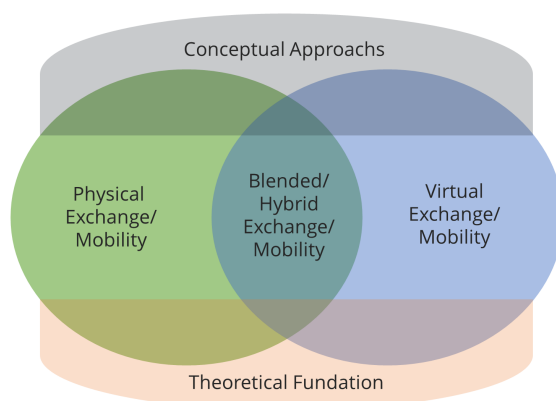 Conceptual Approachs
Physical
Exchange/
Mobility
Blended/
Hybrid
Exchange/
Mobility
Virtual
Exchange/
Mobility
Theoretical Fundation